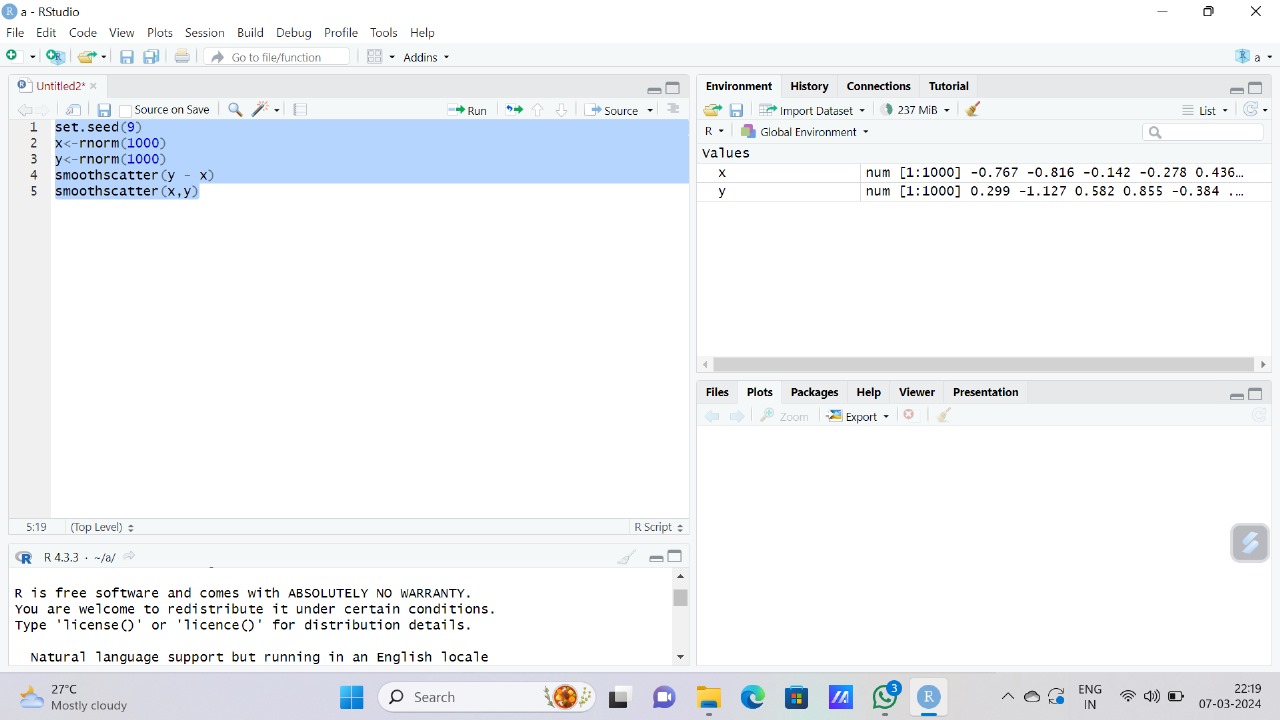 a - RStudio
File Edit Code View Plots Session Build Debug Profile Tools Help
Go to file/function Addins a
Untitled2*
Source on Save Run Source
1 set.seed(9)
2 x<-rnorm(1000)
3 y<-rnorm(1000)
4 smoothscatter(y - x)
5 smoothscatter(x,y)
5:19 (Top Level) R Script
R 4.3.3 · ~/a/
R is free software and comes with ABSOLUTELY NO WARRANTY.
You are welcome to redistribute it under certain conditions.
Type 'license()' or 'licence()' for distribution details.
Natural language support but running in an English locale
Environment History Connections Tutorial
Import Dataset 237 MiB List
R Global Environment
Values
x num [1:1000] -0.767 -0.816 -0.142 -0.278 0.436…
y num [1:1000] 0.299 -1.127 0.582 0.855 -0.384 .…
Files Plots Packages Help Viewer Presentation
Zoom Export
27°C
Mostly cloudy
Search
3
R
ENG
IN
22:19
07-03-2024